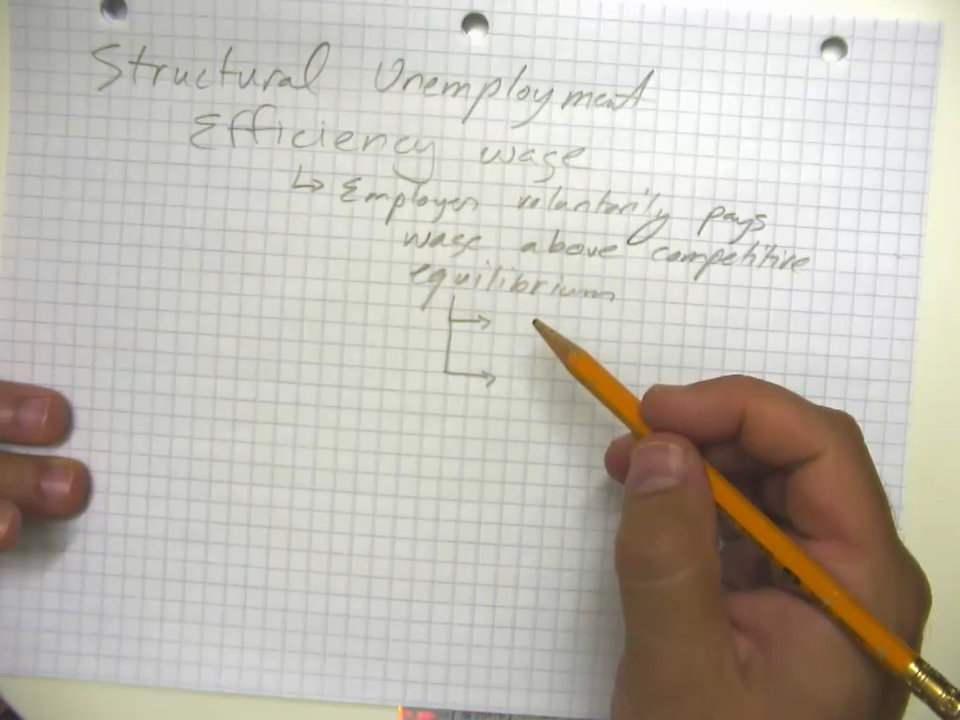 Structural Unemployment
Efficiency wage
↳ Employer voluntarily pays
wage above competitive
equilibrium